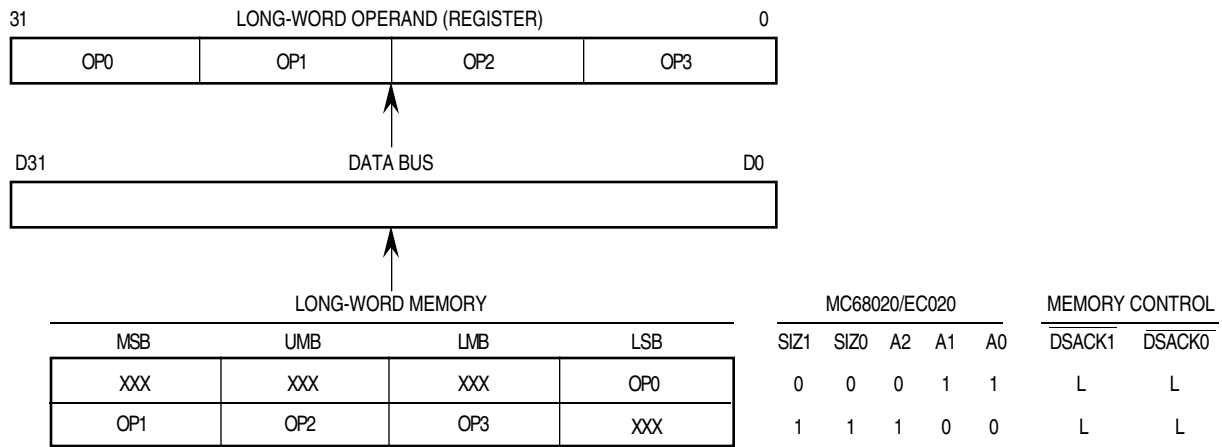 31 LONG-WORD OPERAND (REGISTER) 0
OP0 OP1 OP2 OP3
D31 DATA BUS D0
LONG-WORD MEMORY MC68020/EC020 MEMORY CONTROL
MSB UMB LMB LSB SIZ1 SIZ0 A2 A1 A0 DSACK1 DSACK0
XXX XXX XXX OP0 0 0 0 1 1 L L
OP1 OP2 OP3 XXX 1 1 1 0 0 L L